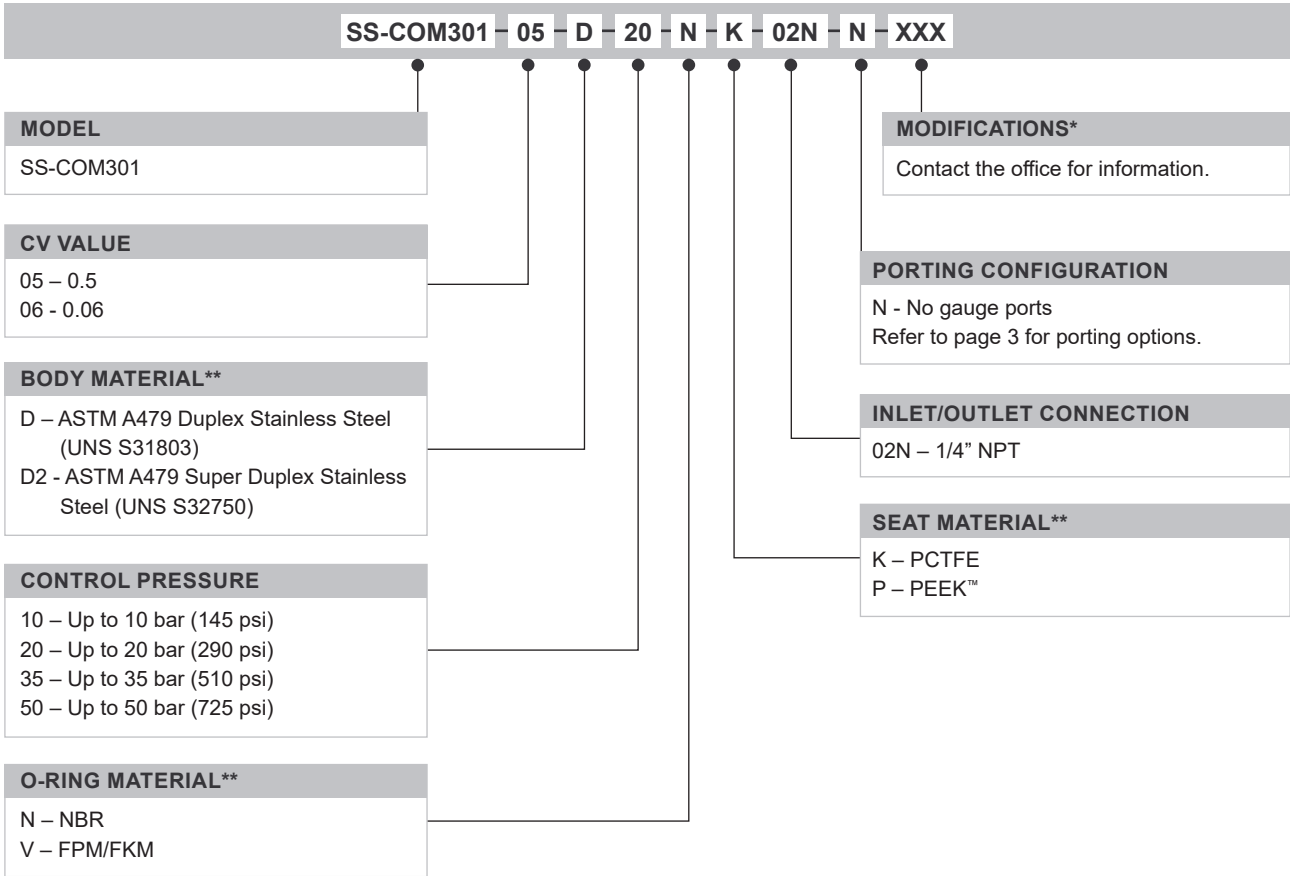 SS-COM301 05 D 20 N K 02N N XXX
MODEL
SS-COM301
CV VALUE
05 – 0.5
06 - 0.06
BODY MATERIAL**
D – ASTM A479 Duplex Stainless Steel
(UNS S31803)
D2 - ASTM A479 Super Duplex Stainless
Steel (UNS S32750)
CONTROL PRESSURE
10 – Up to 10 bar (145 psi)
20 – Up to 20 bar (290 psi)
35 – Up to 35 bar (510 psi)
50 – Up to 50 bar (725 psi)
O-RING MATERIAL**
N – NBR
V – FPM/FKM
MODIFICATIONS*
Contact the office for information.
PORTING CONFIGURATION
N - No gauge ports
Refer to page 3 for porting options.
INLET/OUTLET CONNECTION
02N – 1/4” NPT
SEAT MATERIAL**
K – PCTFE
P – PEEK™